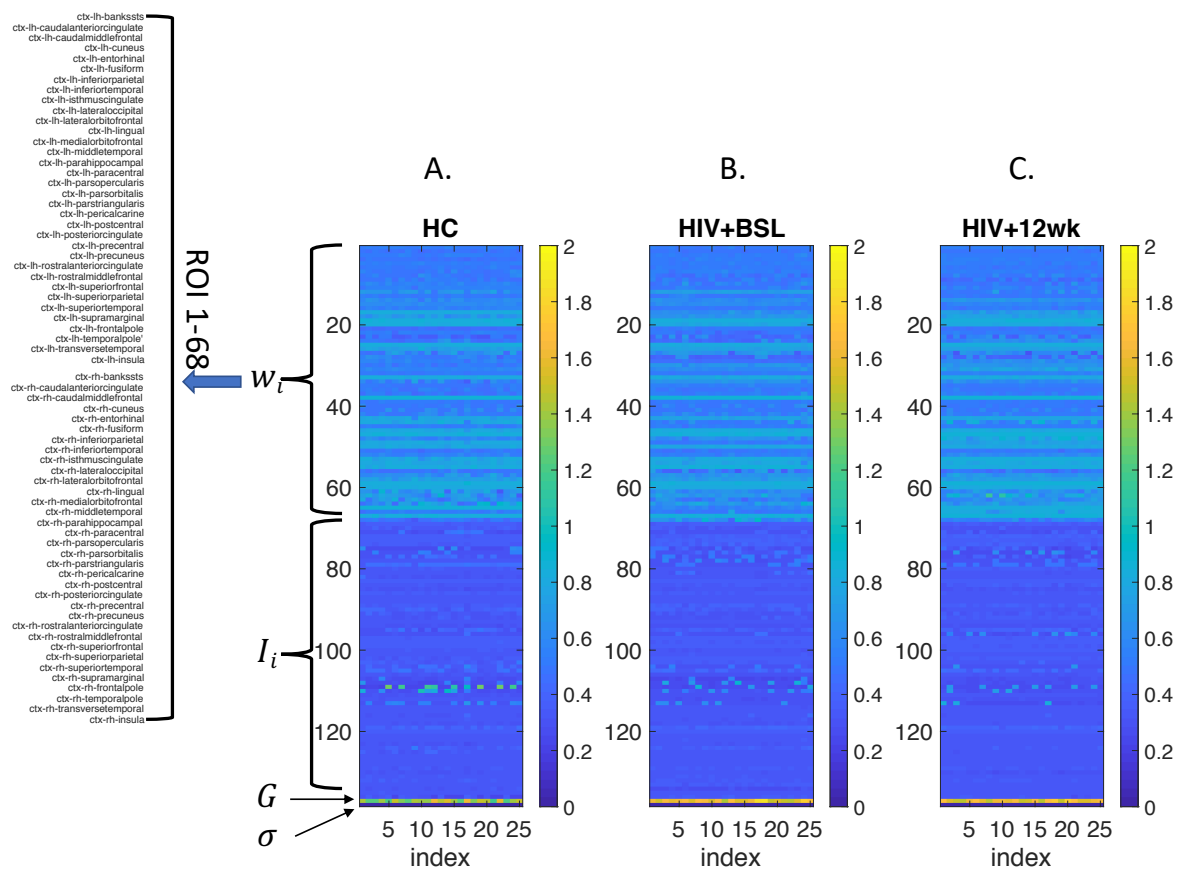 ctx-lh-bankssts
ctx-lh-caudalanteriorcingulate
ctx-lh-caudalmiddlefrontal
ctx-lh-cuneus
ctx-lh-entorhinal
ctx-lh-fusiform
ctx-lh-inferiorparietal
ctx-lh-inferiortemporal
ctx-lh-isthmuscingulate
ctx-lh-lateraloccipital
ctx-lh-lateralorbitofrontal
ctx-lh-lingual
ctx-lh-medialorbitofrontal
ctx-lh-middletemporal
ctx-lh-parahippocampal
ctx-lh-paracentral
ctx-lh-parsopercularis
ctx-lh-parsorbitalis
ctx-lh-parstriangularis
ctx-lh-pericalcarine
ctx-lh-postcentral
ctx-lh-posteriorcingulate
ctx-lh-precentral
ctx-lh-precuneus
ctx-lh-rostralanteriorcingulate
ctx-lh-rostralmiddlefrontal
ctx-lh-superiorfrontal
ctx-lh-superiorparietal
ctx-lh-superiortemporal
ctx-lh-supramarginal
ctx-lh-frontalpole
ctx-lh-temporalpole'
ctx-lh-transversetemporal
ctx-lh-insula
ctx-rh-bankssts
ctx-rh-caudalanteriorcingulate
ctx-rh-caudalmiddlefrontal
ctx-rh-cuneus
ctx-rh-entorhinal
ctx-rh-fusiform
ctx-rh-inferiorparietal
ctx-rh-inferiortemporal
ctx-rh-isthmuscingulate
ctx-rh-lateraloccipital
ctx-rh-lateralorbitofrontal
ctx-rh-lingual
ctx-rh-medialorbitofrontal
ctx-rh-middletemporal
ctx-rh-parahippocampal
ctx-rh-paracentral
ctx-rh-parsopercularis
ctx-rh-parsorbitalis
ctx-rh-parstriangularis
ctx-rh-pericalcarine
ctx-rh-postcentral
ctx-rh-posteriorcingulate
ctx-rh-precentral
ctx-rh-precuneus
ctx-rh-rostralanteriorcingulate
ctx-rh-rostralmiddlefrontal
ctx-rh-superiorfrontal
ctx-rh-superiorparietal
ctx-rh-superiortemporal
ctx-rh-supramarginal
ctx-rh-frontalpole
ctx-rh-temporalpole
ctx-rh-transversetemporal
ctx-rh-insula
ROI 1-68
w_i
I_i
G
σ
A.
HC
20
40
60
80
100
120
5 10 15 20 25
index
2
1.8
1.6
1.4
1.2
1
0.8
0.6
0.4
0.2
0
B.
HIV+BSL
20
40
60
80
100
120
5 10 15 20 25
index
2
1.8
1.6
1.4
1.2
1
0.8
0.6
0.4
0.2
0
C.
HIV+12wk
20
40
60
80
100
120
5 10 15 20 25
index
2
1.8
1.6
1.4
1.2
1
0.8
0.6
0.4
0.2
0